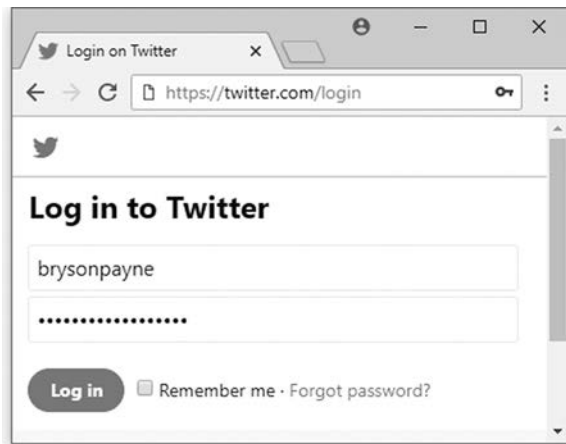 Login on Twitter
https://twitter.com/login
Log in to Twitter
brysonpayne
••••••••••••••••••
Log in Remember me · Forgot password?